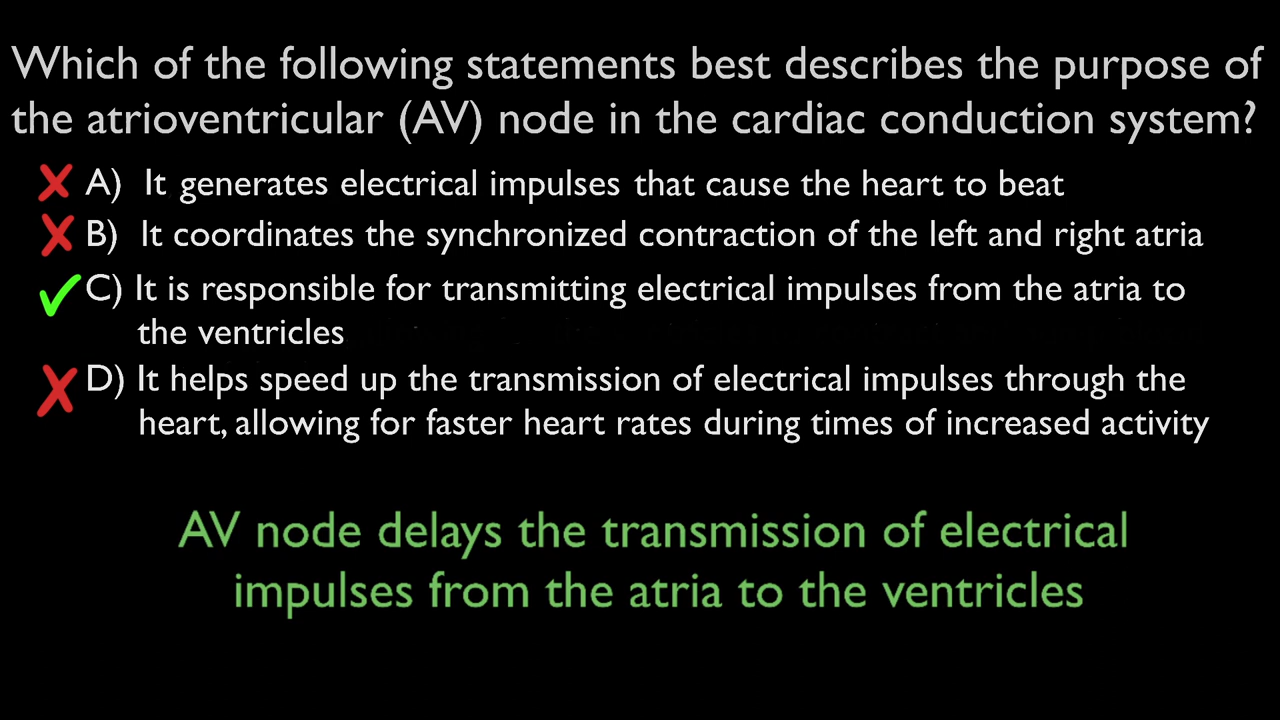 Which of the following statements best describes the purpose of
the atrioventricular (AV) node in the cardiac conduction system?
A) It generates electrical impulses that cause the heart to beat
B) It coordinates the synchronized contraction of the left and right atria
C) It is responsible for transmitting electrical impulses from the atria to
the ventricles
D) It helps speed up the transmission of electrical impulses through the
heart, allowing for faster heart rates during times of increased activity
AV node delays the transmission of electrical
impulses from the atria to the ventricles